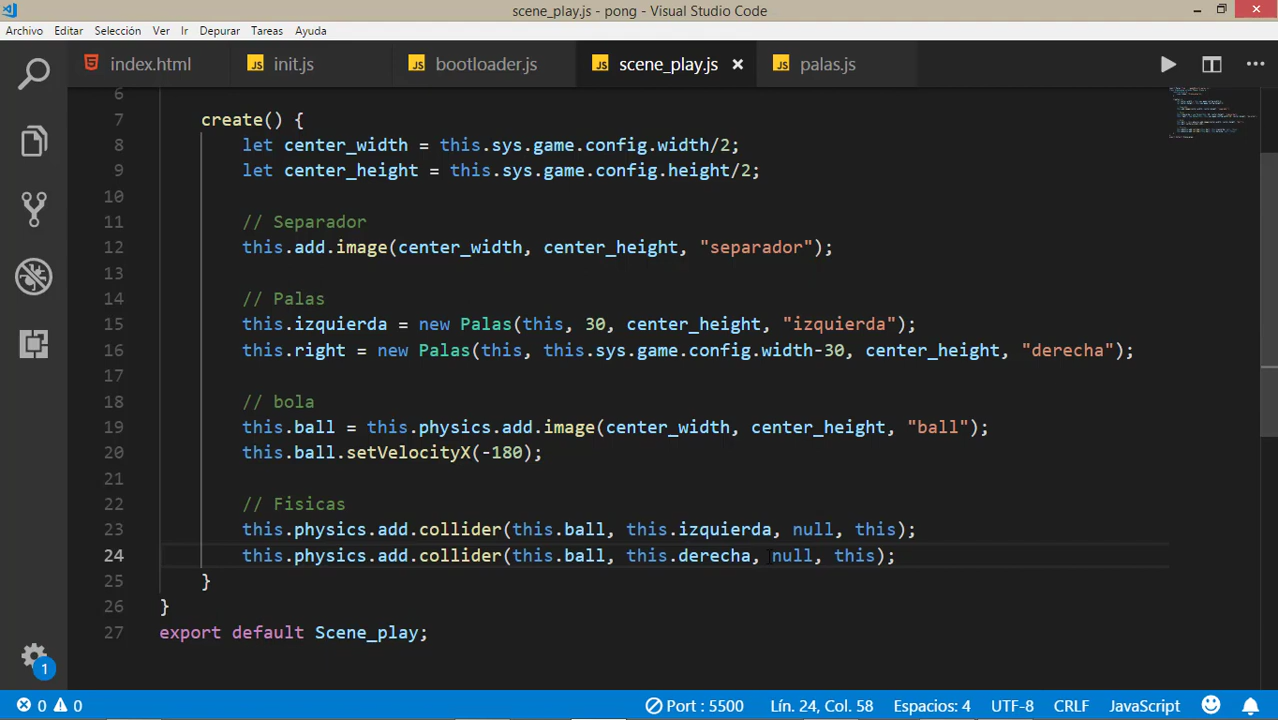 scene_play.js - pong - Visual Studio Code
Archivo Editar Selección Ver Ir Depurar Tareas Ayuda
index.html JS init.js JS bootloader.js JS scene_play.js × JS palas.js
6
7 create() {
8 let center_width = this.sys.game.config.width/2;
9 let center_height = this.sys.game.config.height/2;
10
11 // Separador
12 this.add.image(center_width, center_height, "separador");
13
14 // Palas
15 this.izquierda = new Palas(this, 30, center_height, "izquierda");
16 this.right = new Palas(this, this.sys.game.config.width-30, center_height, "derecha");
17
18 // bola
19 this.ball = this.physics.add.image(center_width, center_height, "ball");
20 this.ball.setVelocityX(-180);
21
22 // Fisicas
23 this.physics.add.collider(this.ball, this.izquierda, null, this);
24 this.physics.add.collider(this.ball, this.derecha, null, this);
25 }
26 }
27 export default Scene_play;
1
0 0 Port : 5500 Lín. 24, Col. 58 Espacios: 4 UTF-8 CRLF JavaScript